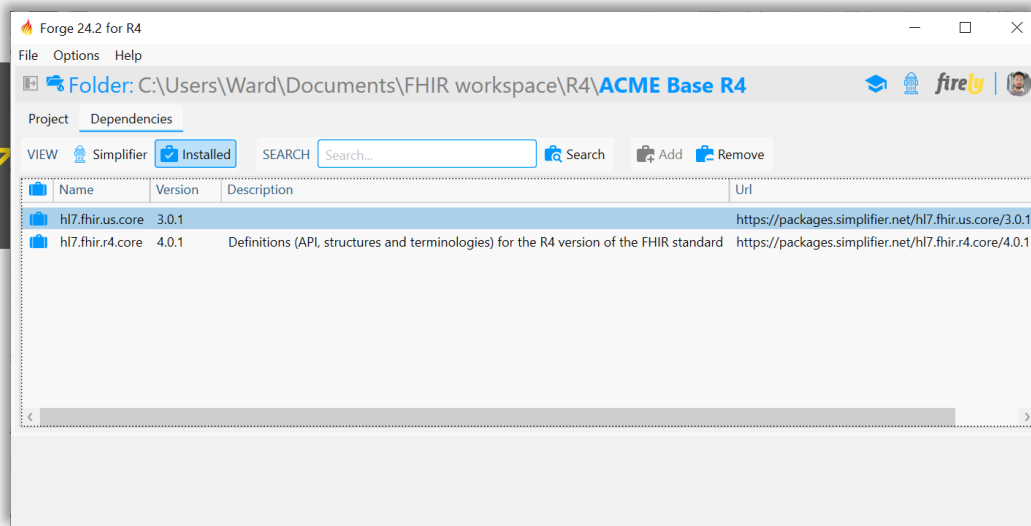 Forge 24.2 for R4
File Options Help
Folder: C:\Users\Ward\Documents\FHIR workspace\R4\ACME Base R4 firely
Project Dependencies
VIEW Simplifier Installed SEARCH Search... Search Add Remove
Name Version Description Url
hl7.fhir.us.core 3.0.1 https://packages.simplifier.net/hl7.fhir.us.core/3.0.1
hl7.fhir.r4.core 4.0.1 Definitions (API, structures and terminologies) for the R4 version of the FHIR standard https://packages.simplifier.net/hl7.fhir.r4.core/4.0.1